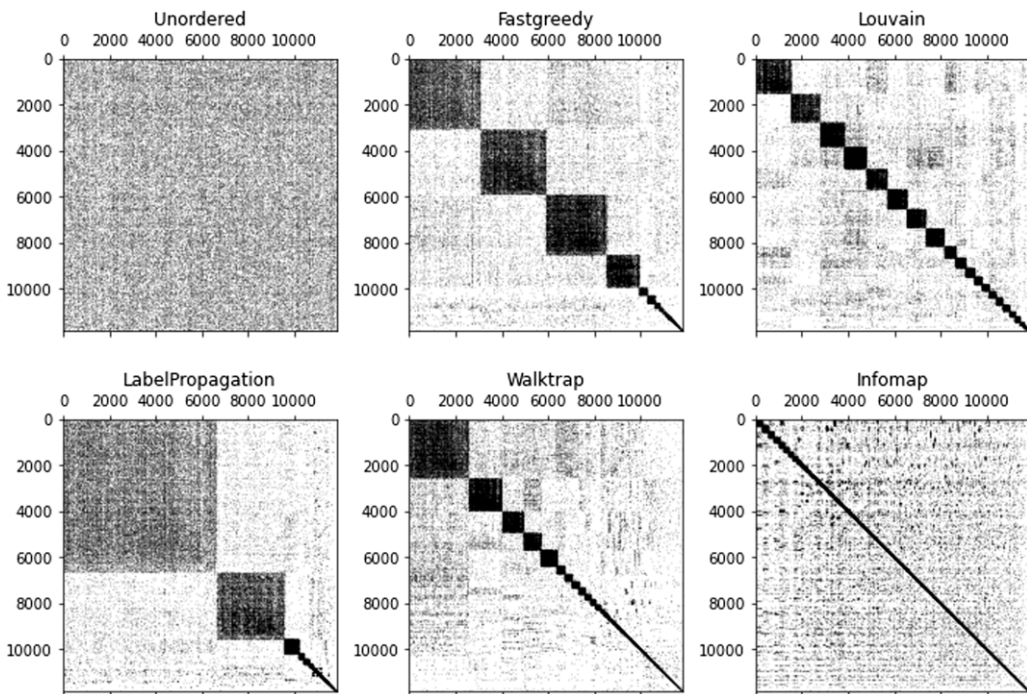 Unordered Fastgreedy Louvain
0 2000 4000 6000 8000 10000 0 2000 4000 6000 8000 10000 0 2000 4000 6000 8000 10000
0 0 0
2000 2000 2000
4000 4000 4000
6000 6000 6000
8000 8000 8000
10000 10000 10000
LabelPropagation Walktrap Infomap
0 2000 4000 6000 8000 10000 0 2000 4000 6000 8000 10000 0 2000 4000 6000 8000 10000
0 0 0
2000 2000 2000
4000 4000 4000
6000 6000 6000
8000 8000 8000
10000 10000 10000